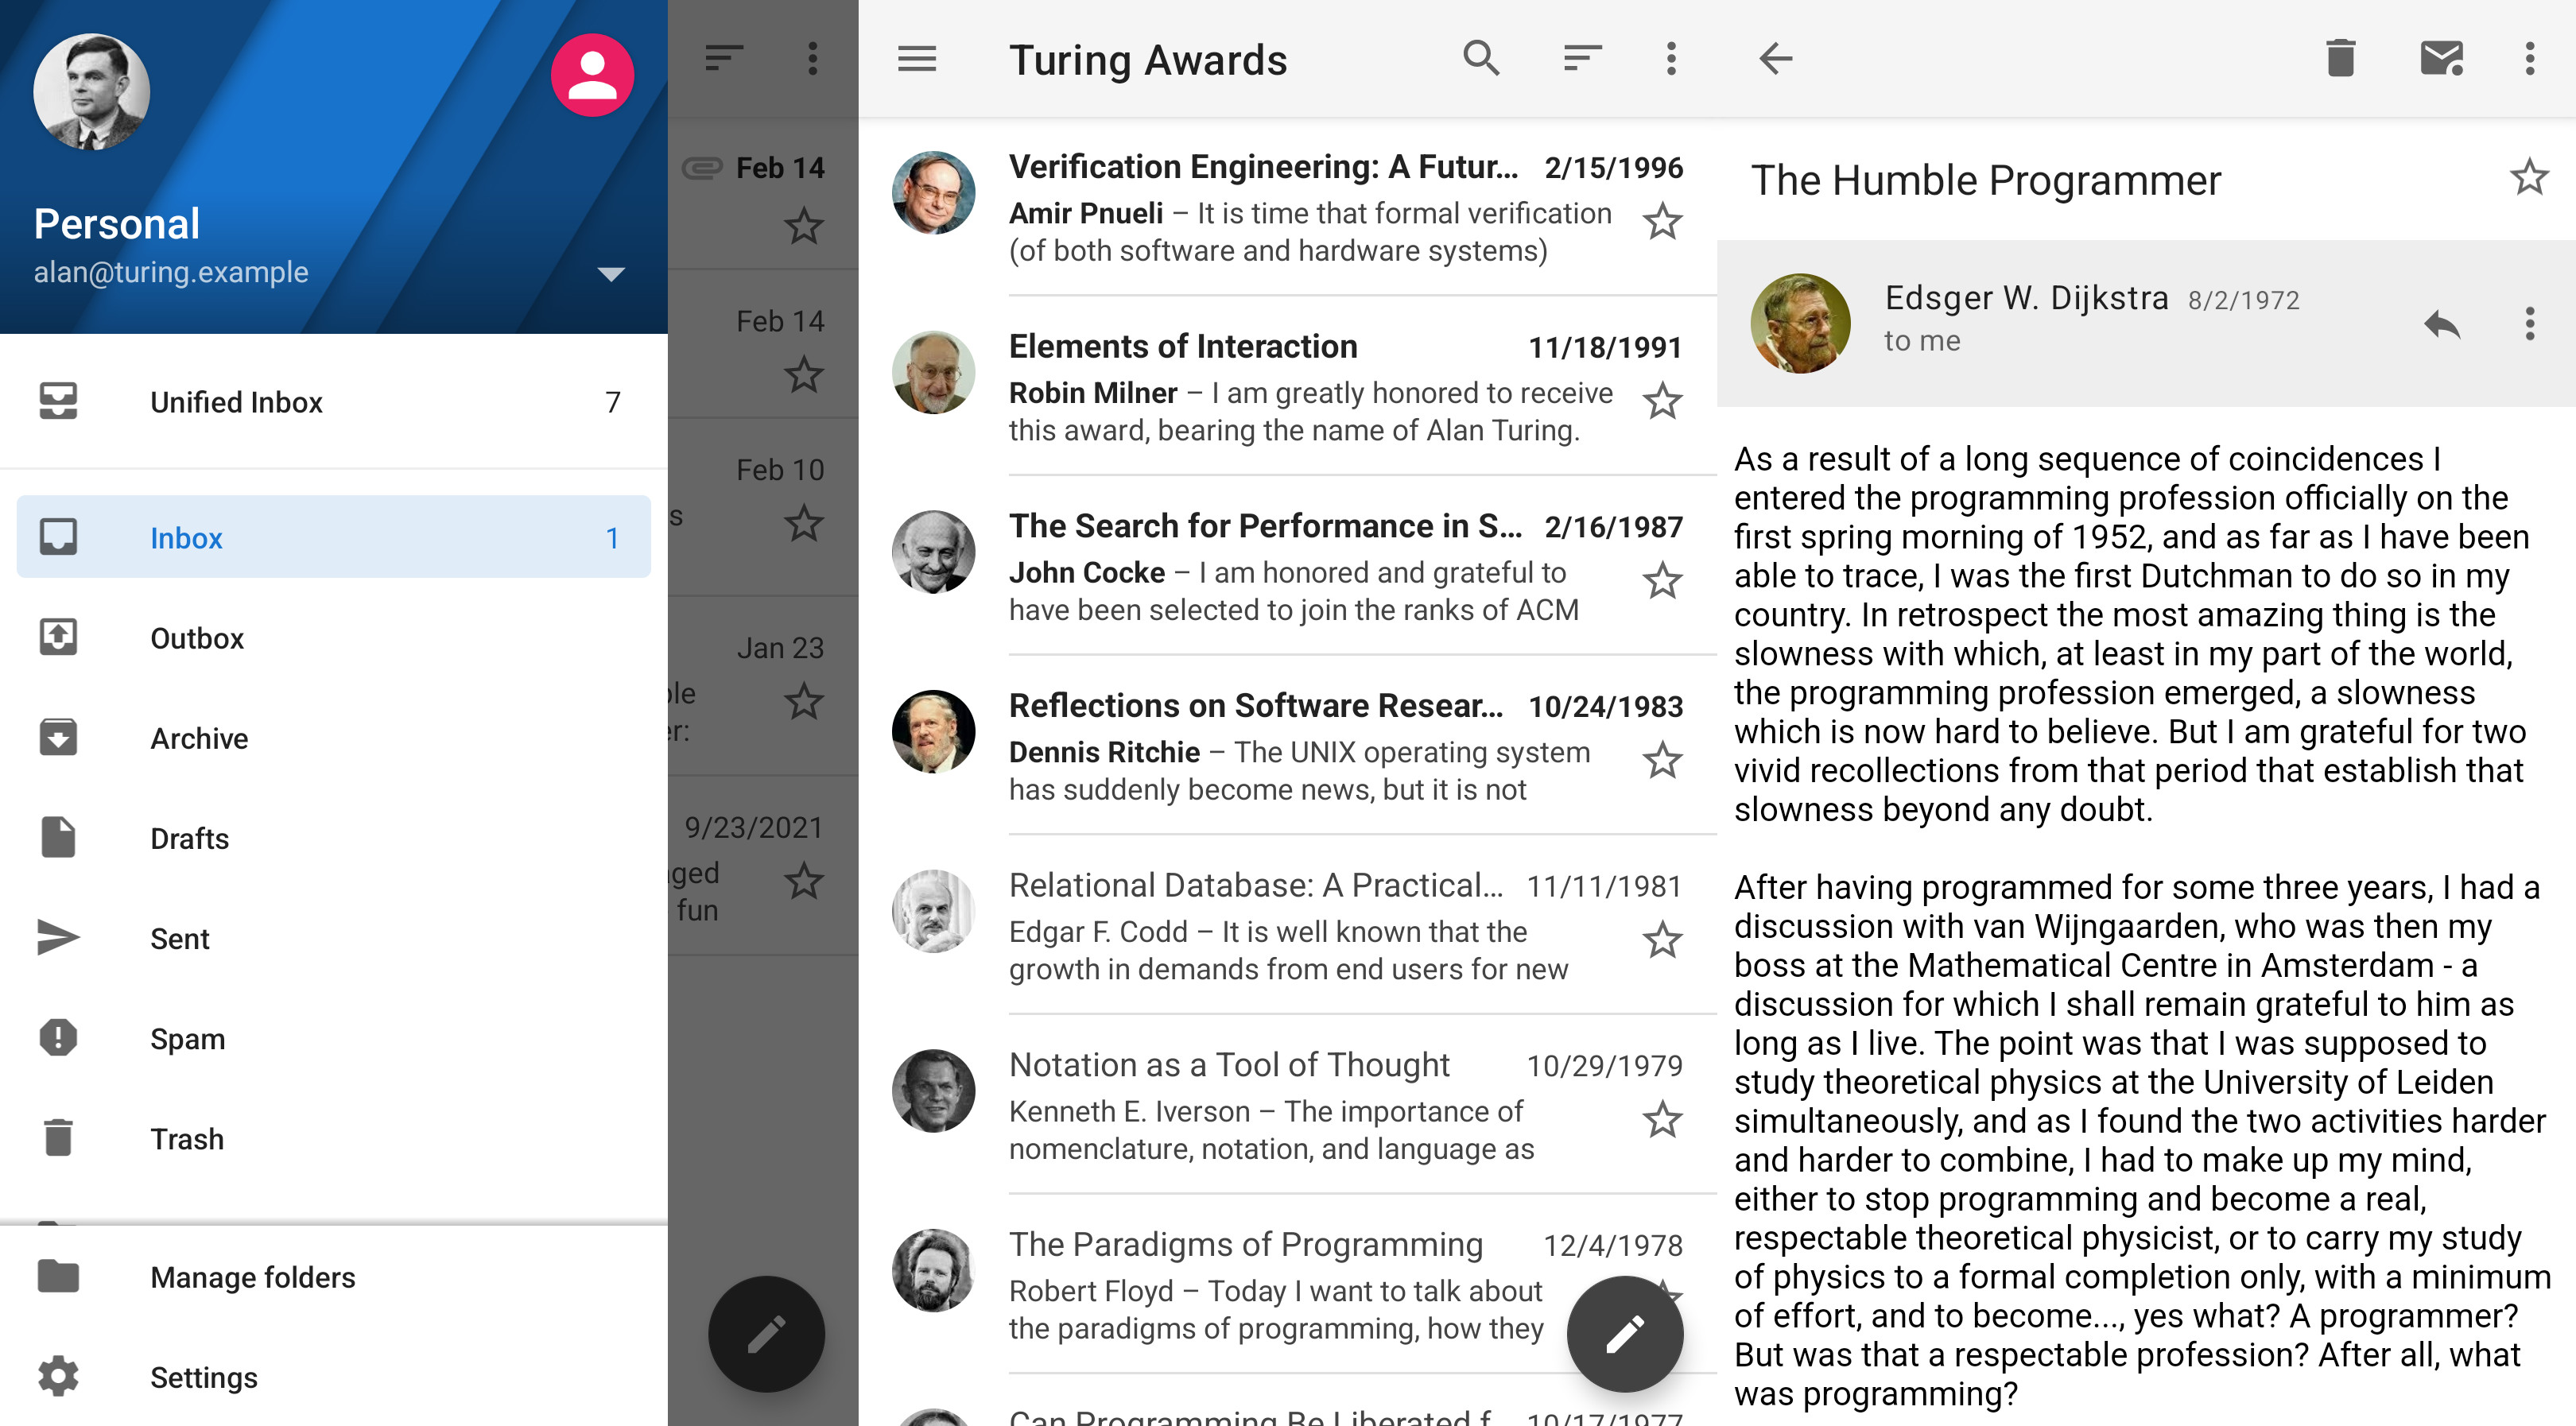 Personal
alan@turing.example
Unified Inbox 7
Inbox 1
Outbox
Archive
Drafts
Sent
Spam
Trash
Manage folders
Settings
Feb 14
Feb 14
Feb 10
s
Jan 23
ole
er:
9/23/2021
aged
fun
Turing Awards
Verification Engineering: A Futur... 2/15/1996
Amir Pnueli – It is time that formal verification
(of both software and hardware systems)
Elements of Interaction 11/18/1991
Robin Milner – I am greatly honored to receive
this award, bearing the name of Alan Turing.
The Search for Performance in S... 2/16/1987
John Cocke – I am honored and grateful to
have been selected to join the ranks of ACM
Reflections on Software Resear... 10/24/1983
Dennis Ritchie – The UNIX operating system
has suddenly become news, but it is not
Relational Database: A Practical... 11/11/1981
Edgar F. Codd – It is well known that the
growth in demands from end users for new
Notation as a Tool of Thought 10/29/1979
Kenneth E. Iverson – The importance of
nomenclature, notation, and language as
The Paradigms of Programming 12/4/1978
Robert Floyd – Today I want to talk about
the paradigms of programming, how they
Can Programming Be Liberated f... 10/17/1977
The Humble Programmer
Edsger W. Dijkstra 8/2/1972
to me
As a result of a long sequence of coincidences I
entered the programming profession officially on the
first spring morning of 1952, and as far as I have been
able to trace, I was the first Dutchman to do so in my
country. In retrospect the most amazing thing is the
slowness with which, at least in my part of the world,
the programming profession emerged, a slowness
which is now hard to believe. But I am grateful for two
vivid recollections from that period that establish that
slowness beyond any doubt.
After having programmed for some three years, I had a
discussion with van Wijngaarden, who was then my
boss at the Mathematical Centre in Amsterdam - a
discussion for which I shall remain grateful to him as
long as I live. The point was that I was supposed to
study theoretical physics at the University of Leiden
simultaneously, and as I found the two activities harder
and harder to combine, I had to make up my mind,
either to stop programming and become a real,
respectable theoretical physicist, or to carry my study
of physics to a formal completion only, with a minimum
of effort, and to become..., yes what? A programmer?
But was that a respectable profession? After all, what
was programming?